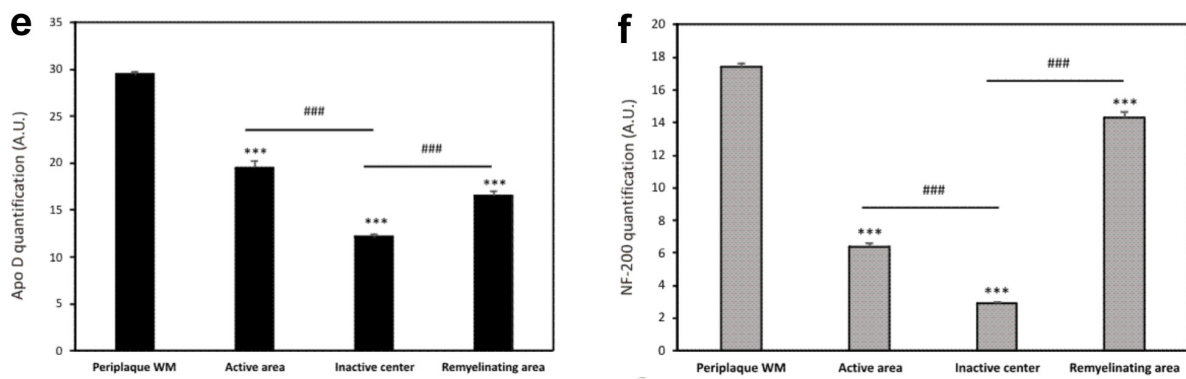 e
Apo D quantification (A.U.)
35
30
25
20
15
10
5
0
***
***
***
###
###
Periplaque WM
Active area
Inactive center
Remyelinating area
f
NF-200 quantification (A.U.)
20
18
16
14
12
10
8
6
4
2
0
###
***
###
***
***
Periplaque WM
Active area
Inactive center
Remyelinating area